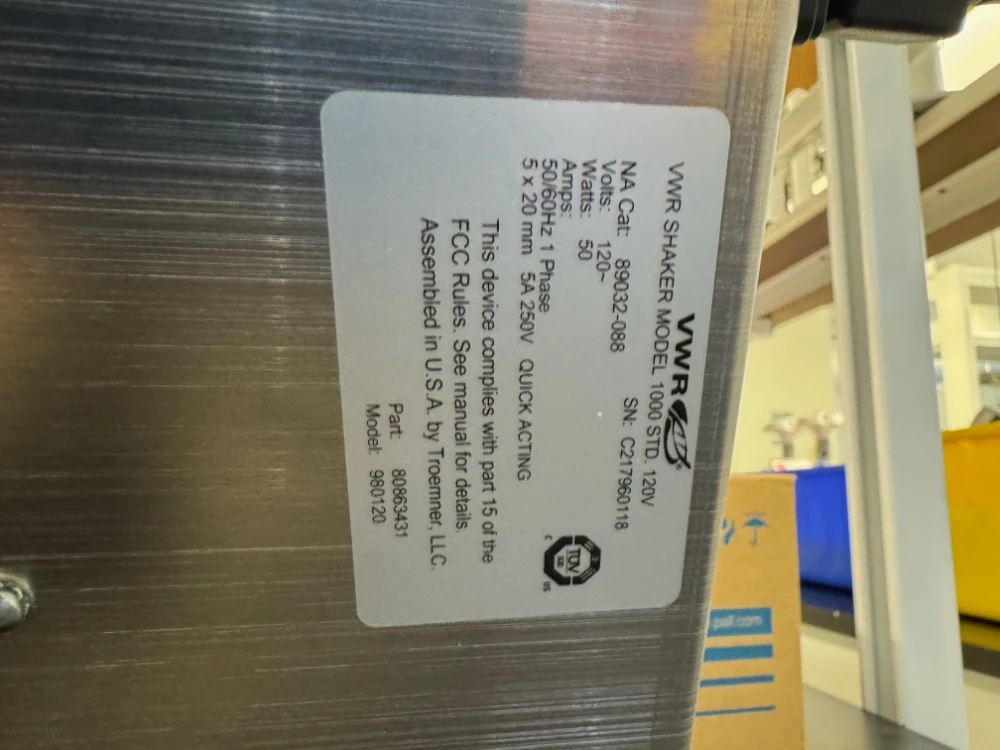 VWR
VWR SHAKER MODEL 1000 STD. 120V
NA Cat: 89032-088 SN: C217960118
Volts: 120~
Watts: 50
Amps:
50/60Hz 1 Phase
5 x 20 mm 5A 250V QUICK ACTING
TÜV
C US
This device complies with part 15 of the
FCC Rules. See manual for details.
Assembled in U.S.A. by Troemner, LLC.
Part: 80863431
Model: 980120
pall.com